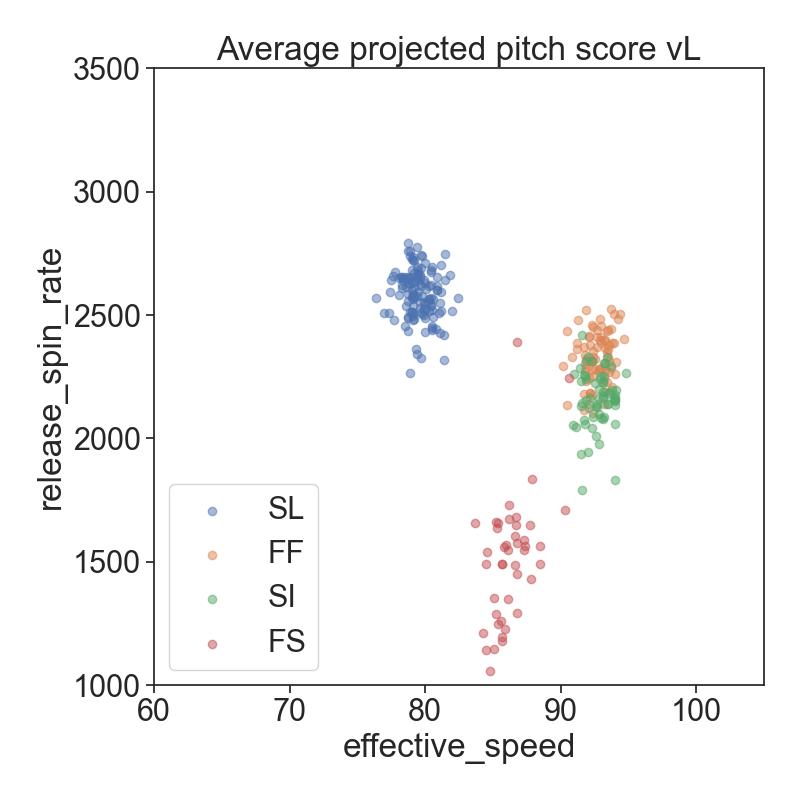 Average projected pitch score vL
3500
3000
2500
2000
1500
1000
release_spin_rate
SL
FF
SI
FS
60 70 80 90 100
effective_speed